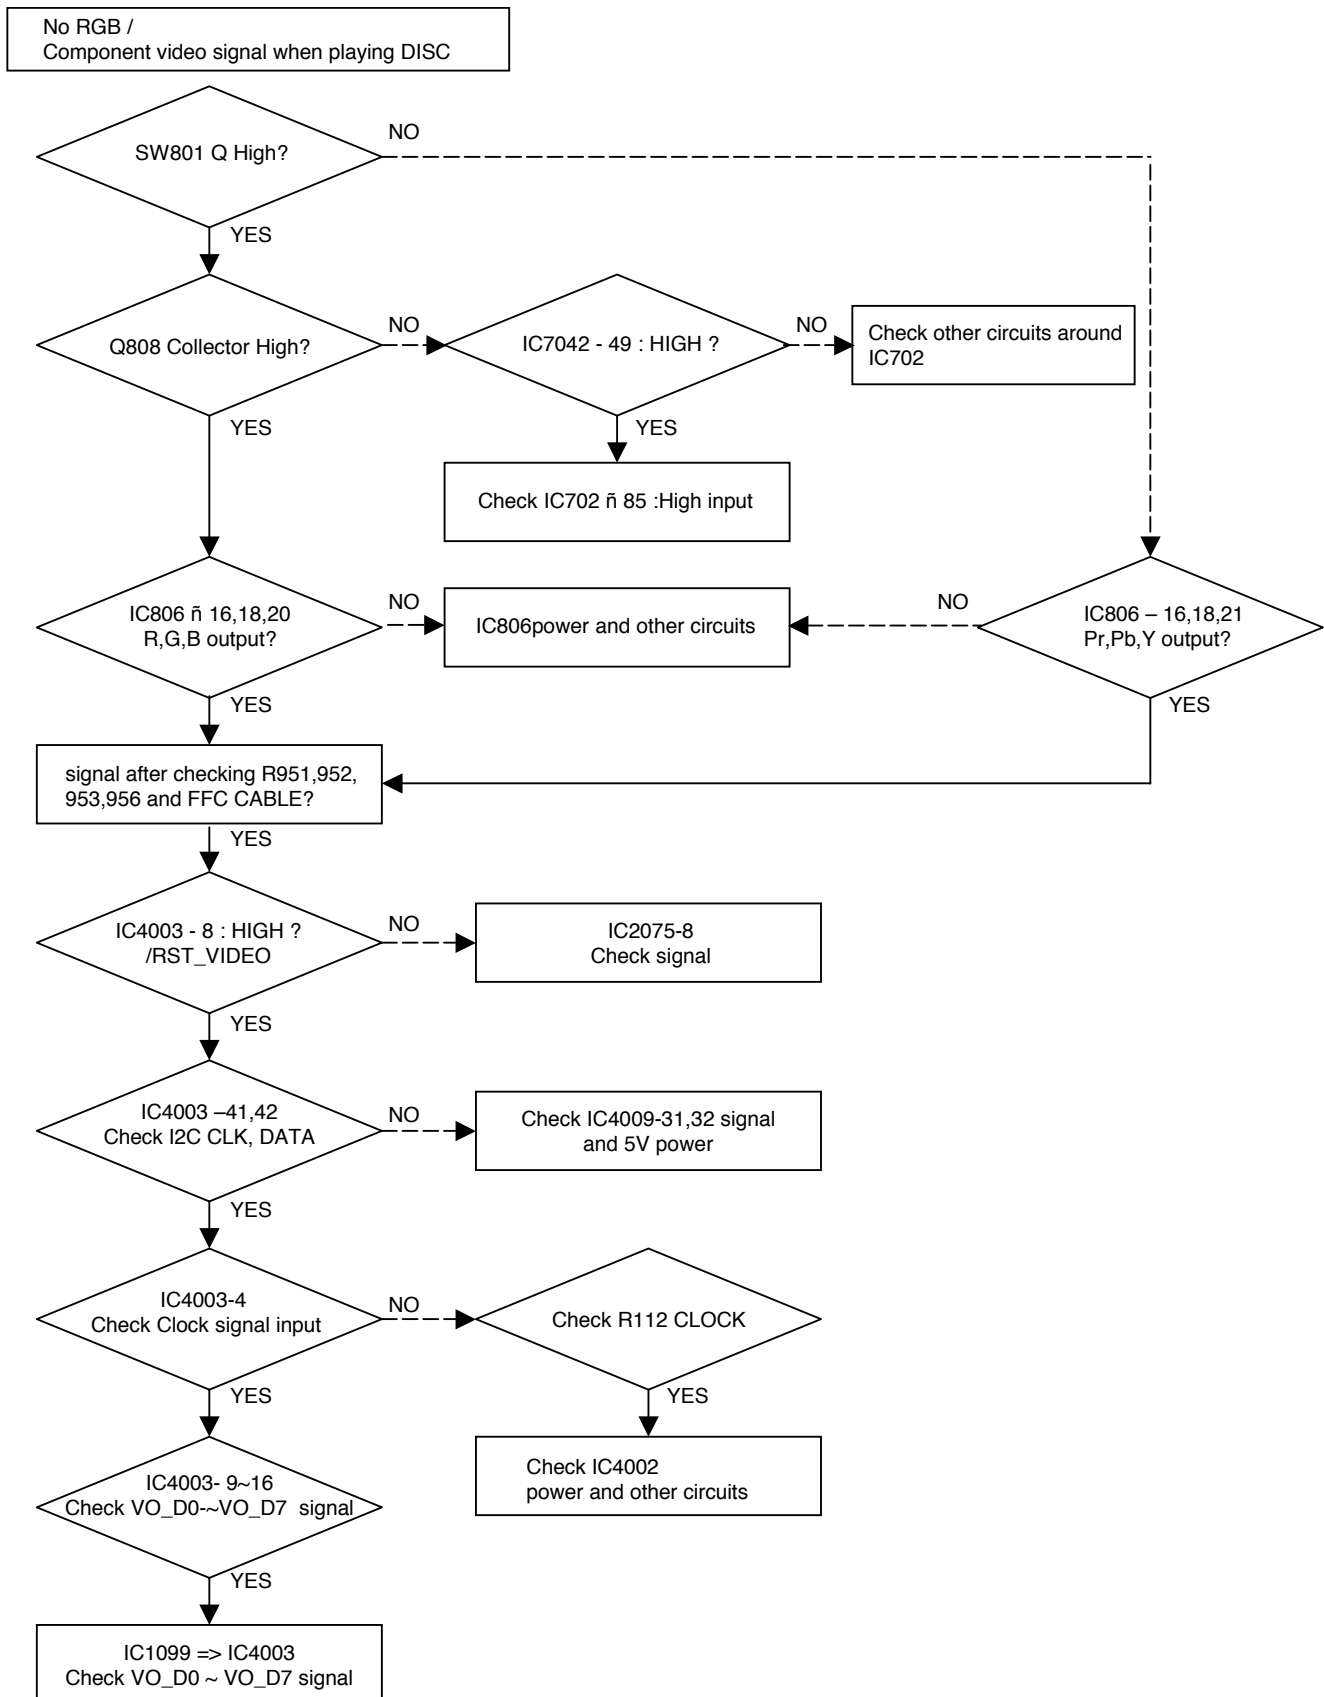 No RGB /
Component video signal when playing DISC
SW801 Q High?
NO
YES
Q808 Collector High?
NO
IC7042 - 49 : HIGH ?
NO
Check other circuits around
IC702
YES
YES
Check IC702 ñ 85 :High input
IC806 ñ 16,18,20
R,G,B output?
NO
IC806power and other circuits
NO
IC806 – 16,18,21
Pr,Pb,Y output?
YES
YES
signal after checking R951,952,
953,956 and FFC CABLE?
YES
IC4003 - 8 : HIGH ?
/RST_VIDEO
NO
IC2075-8
Check signal
YES
IC4003 –41,42
Check I2C CLK, DATA
NO
Check IC4009-31,32 signal
and 5V power
YES
IC4003-4
Check Clock signal input
NO
Check R112 CLOCK
YES
YES
Check IC4002
power and other circuits
IC4003- 9~16
Check VO_D0-~VO_D7  signal
YES
IC1099 => IC4003
Check VO_D0 ~ VO_D7 signal